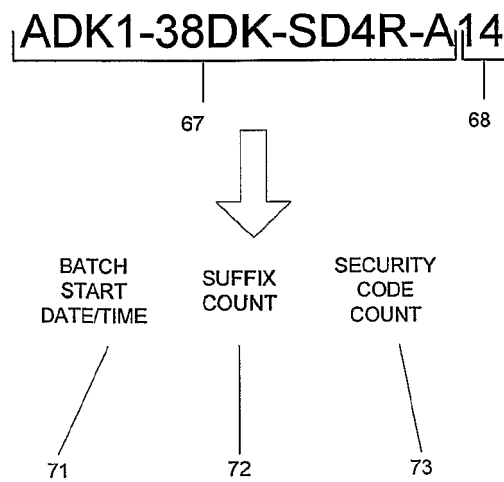 ADK1-38DK-SD4R-A14
67
68
BATCH
START
DATE/TIME
SUFFIX
COUNT
SECURITY
CODE
COUNT
71
72
73